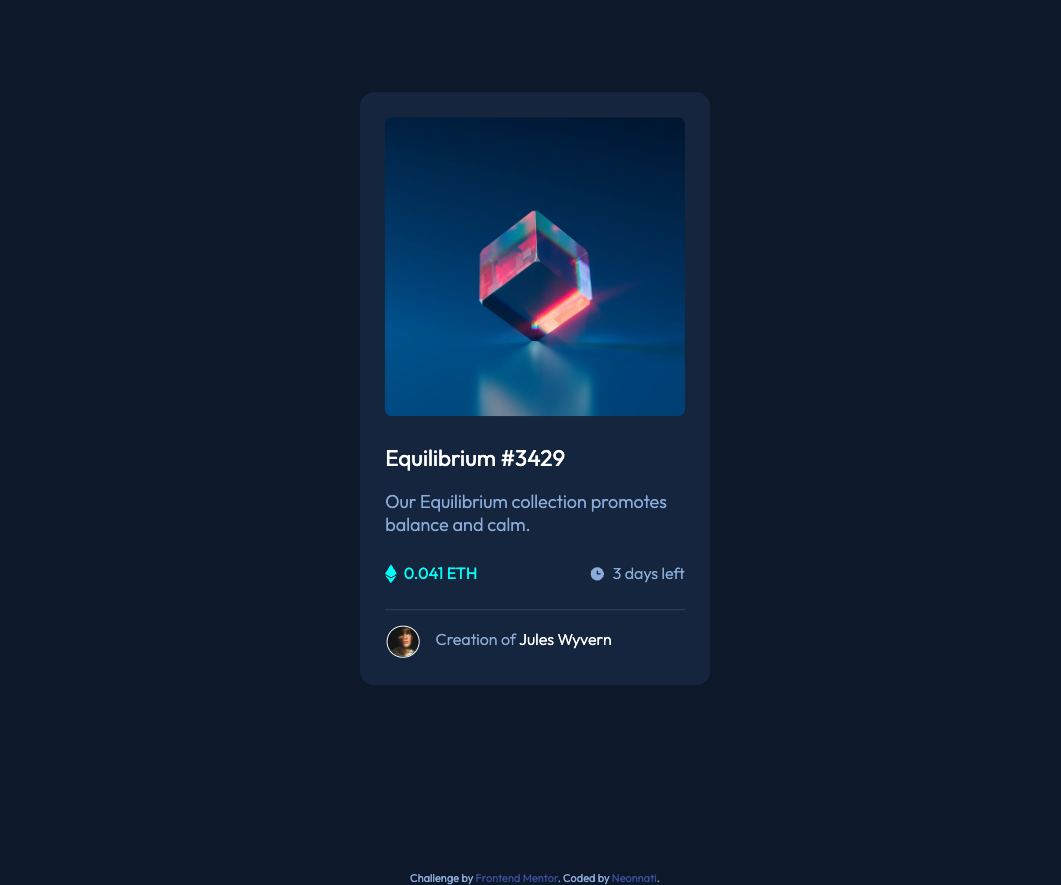 Equilibrium #3429
Our Equilibrium collection promotes
balance and calm.
0.041 ETH
3 days left
Creation of Jules Wyvern
Challenge by Frontend Mentor. Coded by Neonnati.